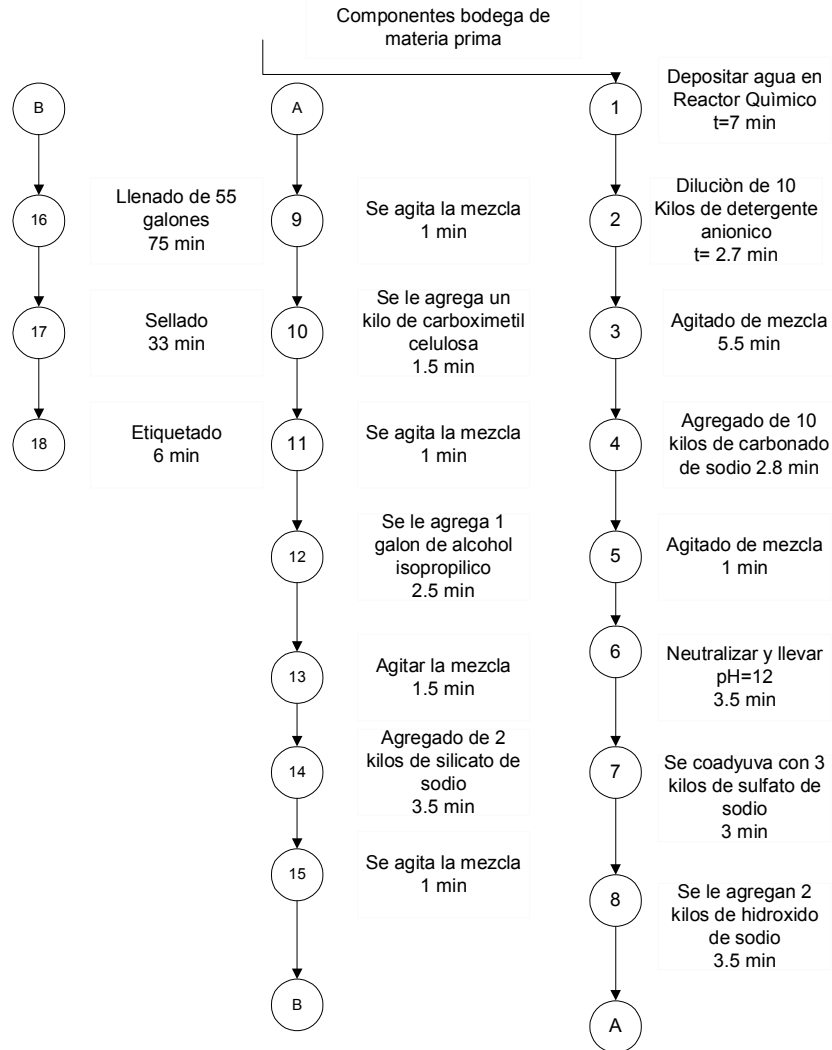 Componentes bodega de
materia prima
1
Depositar agua en
Reactor Quìmico
t=7 min
2
Diluciòn de 10
Kilos de detergente
anionico
t= 2.7 min
3
Agitado de mezcla
5.5 min
4
Agregado de 10
kilos de carbonado
de sodio 2.8 min
5
Agitado de mezcla
1 min
6
Neutralizar y llevar
pH=12
3.5 min
7
Se coadyuva con 3
kilos de sulfato de
sodio
3 min
8
Se le agregan 2
kilos de hidroxido
de sodio
3.5 min
A
A
9
Se agita la mezcla
1 min
10
Se le agrega un
kilo de carboximetil
celulosa
1.5 min
11
Se agita la mezcla
1 min
12
Se le agrega 1
galon de alcohol
isopropilico
2.5 min
13
Agitar la mezcla
1.5 min
14
Agregado de 2
kilos de silicato de
sodio
3.5 min
15
Se agita la mezcla
1 min
B
B
16
Llenado de 55
galones
75 min
17
Sellado
33 min
18
Etiquetado
6 min